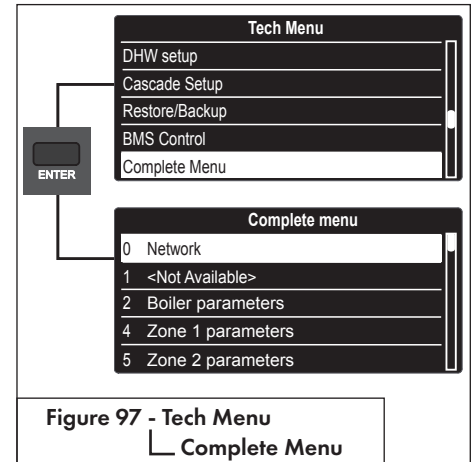 Tech Menu
DHW setup
Cascade Setup
Restore/Backup
BMS Control
Complete Menu
ENTER
Complete menu
0 Network
1 <Not Available>
2 Boiler parameters
4 Zone 1 parameters
5 Zone 2 parameters
Figure 97 - Tech Menu
Complete Menu